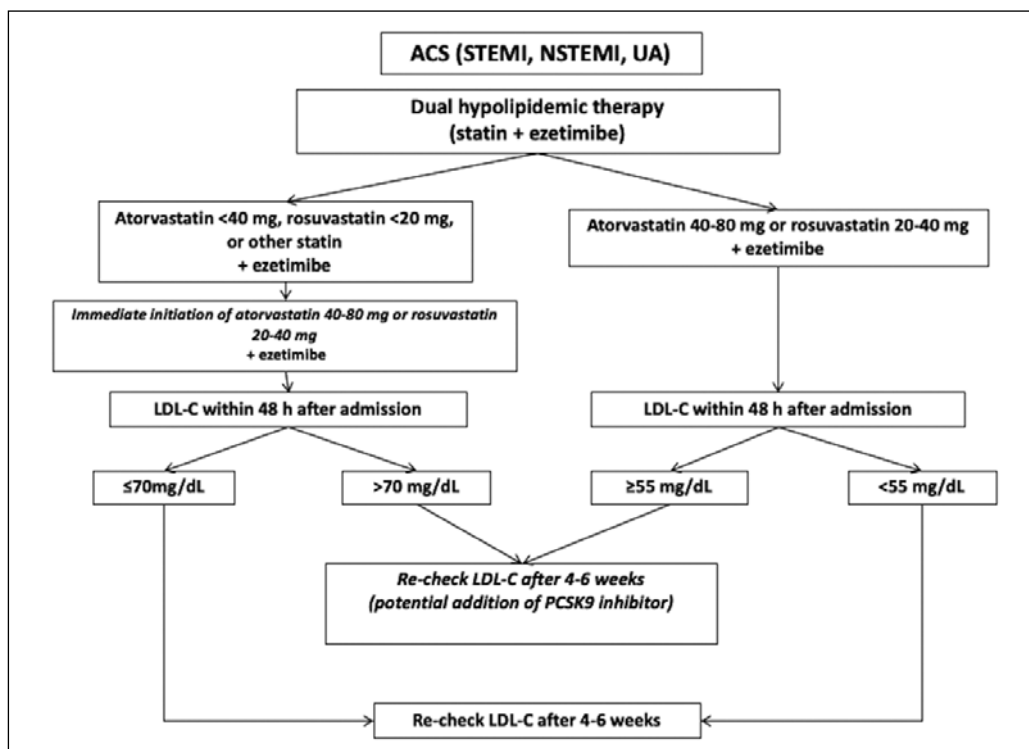 ACS (STEMI, NSTEMI, UA)
Dual hypolipidemic therapy
(statin + ezetimibe)
Atorvastatin <40 mg, rosuvastatin <20 mg,
or other statin
+ ezetimibe
Atorvastatin 40-80 mg or rosuvastatin 20-40 mg
+ ezetimibe
Immediate initiation of atorvastatin 40-80 mg or rosuvastatin
20-40 mg
+ ezetimibe
LDL-C within 48 h after admission
LDL-C within 48 h after admission
≤70mg/dL
>70 mg/dL
≥55 mg/dL
<55 mg/dL
Re-check LDL-C after 4-6 weeks
(potential addition of PCSK9 inhibitor)
Re-check LDL-C after 4-6 weeks